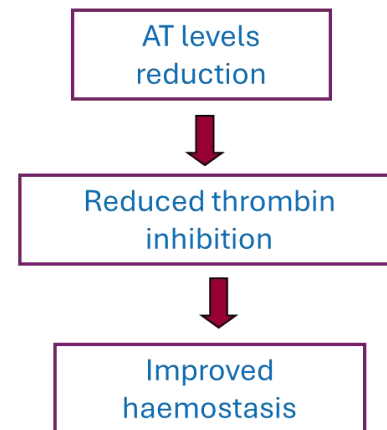 AT levels
reduction
Reduced thrombin
inhibition
Improved
haemostasis